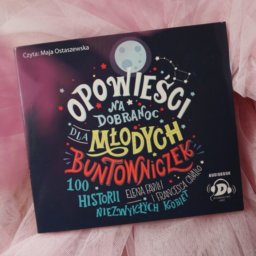 Czyta: Maja Ostaszewska
OPOWIEŚCI
NA
DOBRANOC
DLA MŁODYCH
BUNTOWNICZEK
100
HISTORII
ELENA FAVILLI
I FRANCESCA CAVALLO
NIEZWYKŁYCH KOBIET
AUDIOBOOK
D